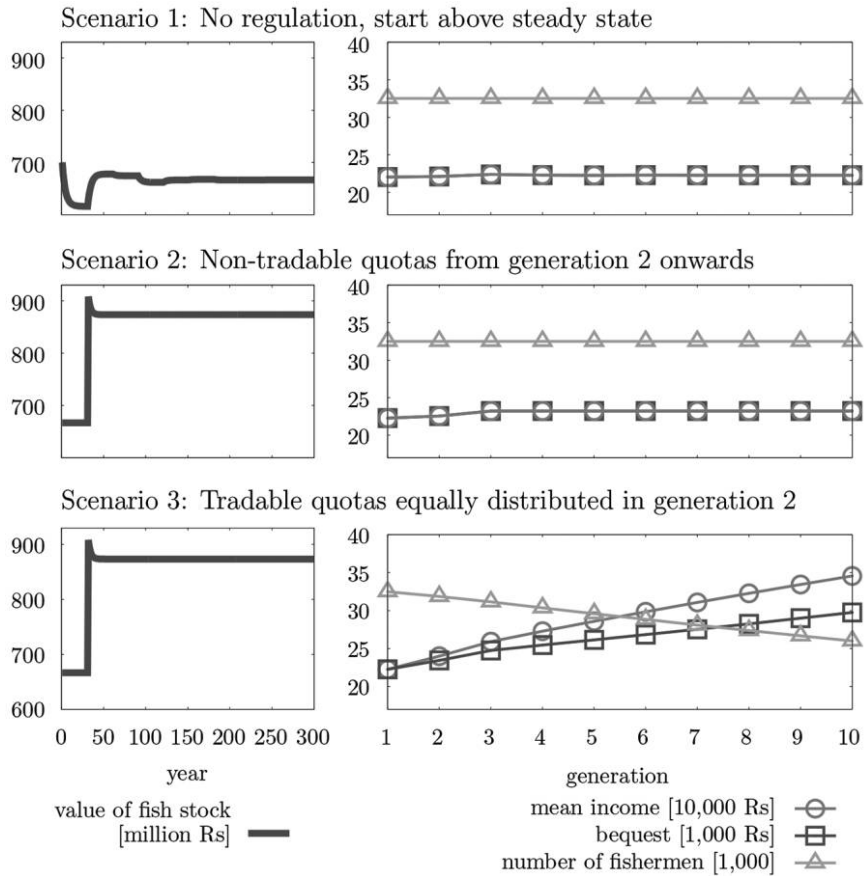 Scenario 1: No regulation, start above steady state
900
800
700
40
35
30
25
20
Scenario 2: Non-tradable quotas from generation 2 onwards
900
800
700
40
35
30
25
20
Scenario 3: Tradable quotas equally distributed in generation 2
900
800
700
600
40
35
30
25
20
0 50 100 150 200 250 300
1 2 3 4 5 6 7 8 9 10
year
generation
value of fish stock
[million Rs]
mean income [10,000 Rs]
bequest [1,000 Rs]
number of fishermen [1,000]